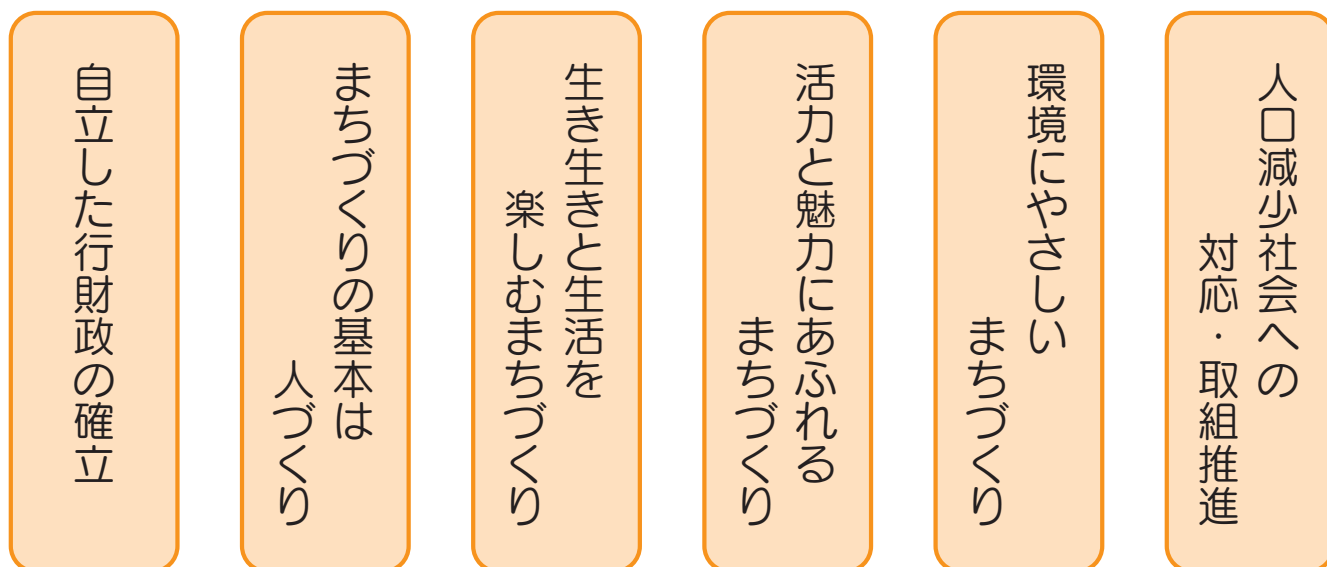 人口減少社会への
対応・取組推進
環境にやさしい
まちづくり
活力と魅力にあふれる
まちづくり
生き生きと生活を
楽しむまちづくり
まちづくりの基本は
人づくり
自立した行財政の確立